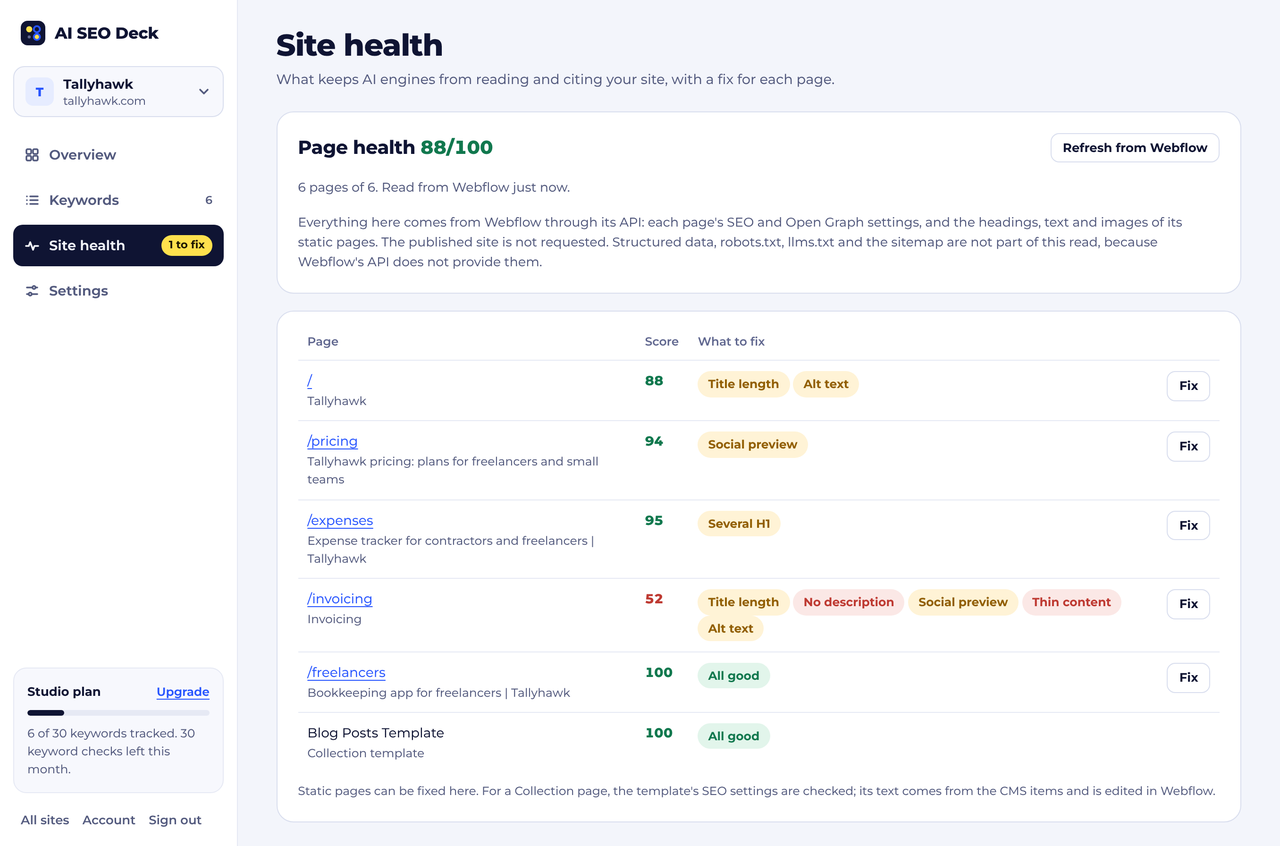 AI SEO Deck
T
Tallyhawk
tallyhawk.com
Overview
Keywords 6
Site health 1 to fix
Settings
Studio plan Upgrade
6 of 30 keywords tracked. 30
keyword checks left this
month.
All sites Account Sign out
Site health
What keeps AI engines from reading and citing your site, with a fix for each page.
Page health 88/100
Refresh from Webflow
6 pages of 6. Read from Webflow just now.
Everything here comes from Webflow through its API: each page's SEO and Open Graph settings, and the headings, text and images of its
static pages. The published site is not requested. Structured data, robots.txt, llms.txt and the sitemap are not part of this read, because
Webflow's API does not provide them.
Page Score What to fix
/ 88 Title length Alt text Fix
Tallyhawk
/pricing 94 Social preview Fix
Tallyhawk pricing: plans for freelancers and small
teams
/expenses 95 Several H1 Fix
Expense tracker for contractors and freelancers |
Tallyhawk
/invoicing 52 Title length No description Social preview Thin content Fix
Invoicing Alt text
/freelancers 100 All good Fix
Bookkeeping app for freelancers | Tallyhawk
Blog Posts Template 100 All good
Collection template
Static pages can be fixed here. For a Collection page, the template's SEO settings are checked; its text comes from the CMS items and is edited in Webflow.